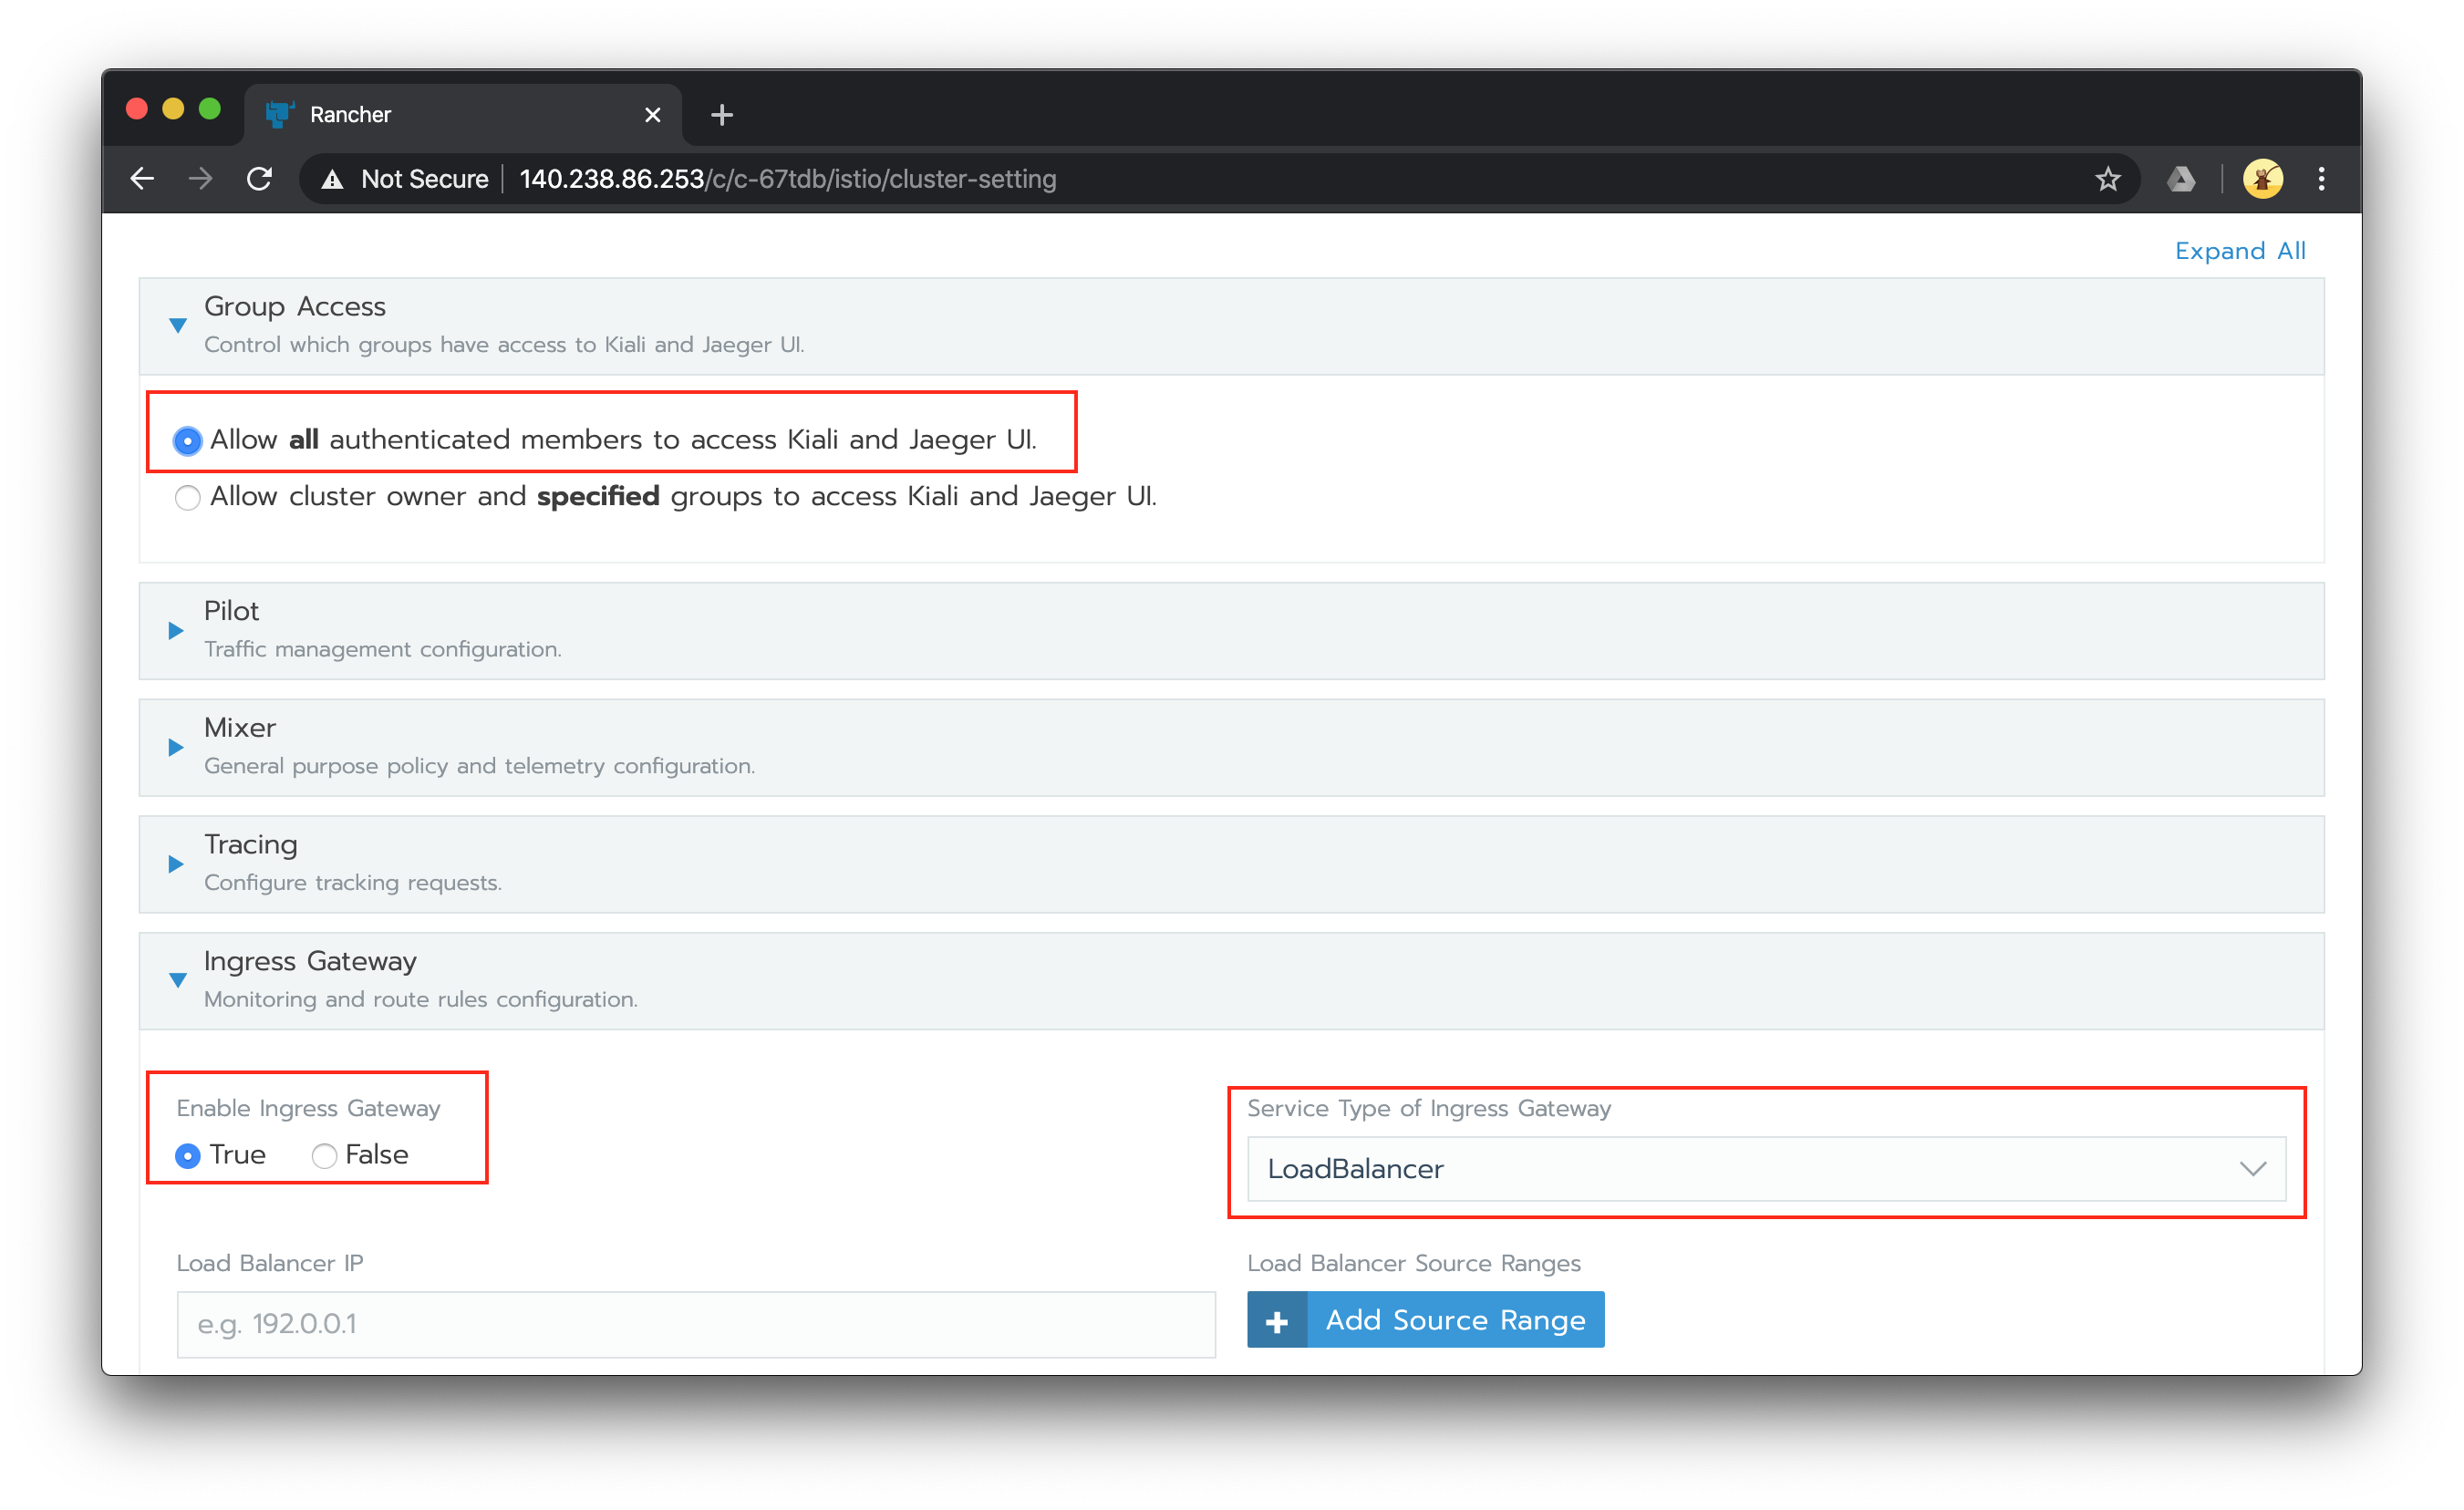 Rancher
Not Secure 140.238.86.253/c/c-67tdb/istio/cluster-setting
Expand All
Group Access
Control which groups have access to Kiali and Jaeger UI.
Allow all authenticated members to access Kiali and Jaeger UI.
Allow cluster owner and specified groups to access Kiali and Jaeger UI.
Pilot
Traffic management configuration.
Mixer
General purpose policy and telemetry configuration.
Tracing
Configure tracking requests.
Ingress Gateway
Monitoring and route rules configuration.
Enable Ingress Gateway
True False
Service Type of Ingress Gateway
LoadBalancer
Load Balancer IP
e.g. 192.0.0.1
Load Balancer Source Ranges
Add Source Range